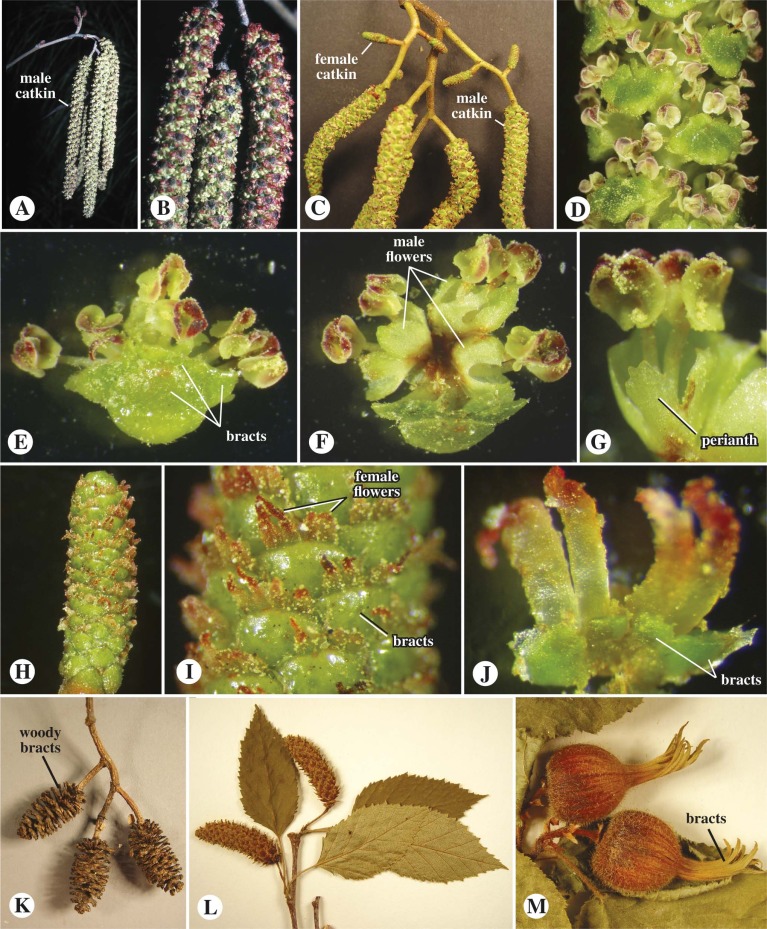 male
catkin
A
B
female
catkin
male
catkin
C
D
bracts
E
male
flowers
F
perianth
G
H
female
flowers
bracts
I
bracts
J
woody
bracts
K
L
bracts
M